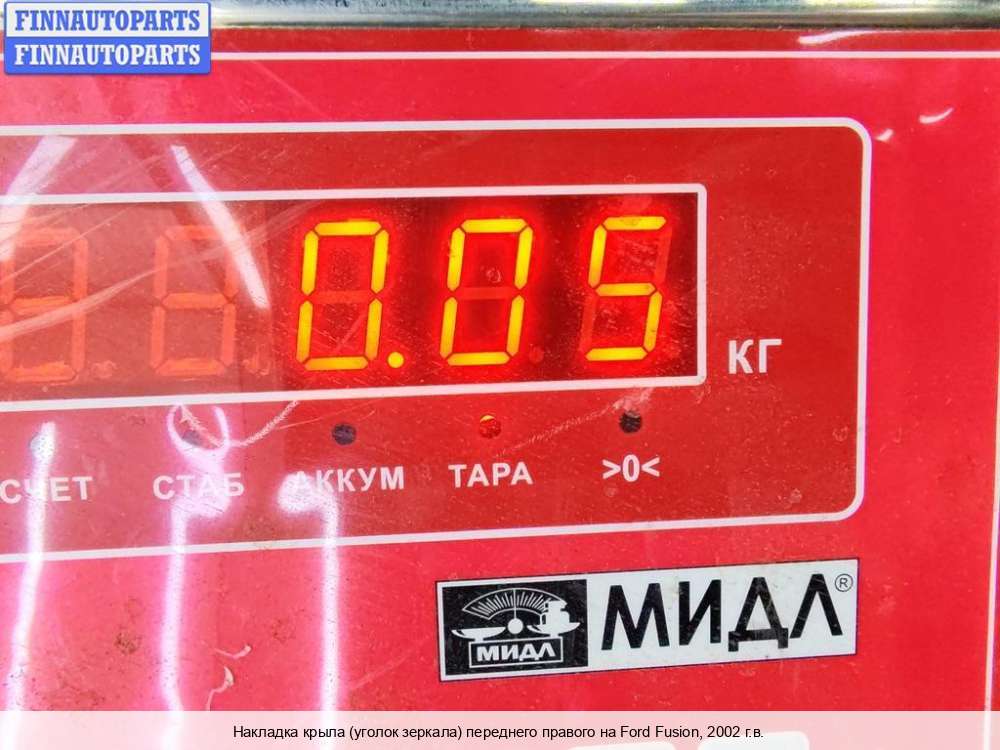 FINNAUTOPARTS
FINNAUTOPARTS
0.05
КГ
СЧЕТ СТАБ АККУМ ТАРА >0<
МИДЛ МИДЛ®
Накладка крыла (уголок зеркала) переднего правого на Ford Fusion, 2002 г.в.